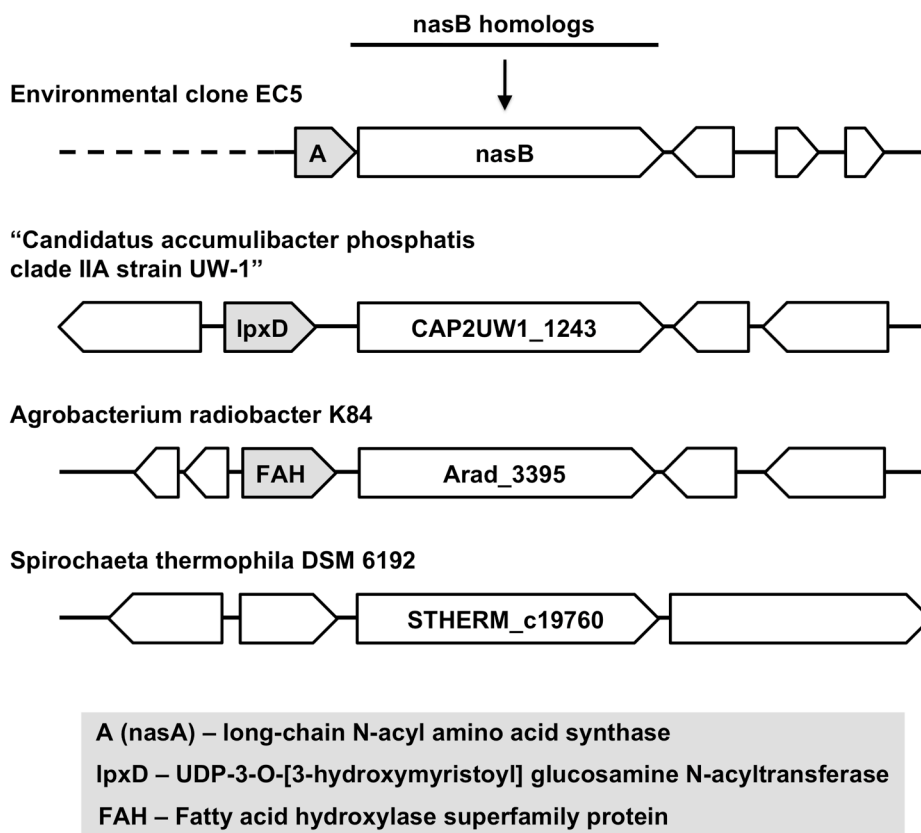 nasB homologs
Environmental clone EC5
A
nasB
“Candidatus accumulibacter phosphatis
clade IIA strain UW-1”
lpxD
CAP2UW1_1243
Agrobacterium radiobacter K84
FAH
Arad_3395
Spirochaeta thermophila DSM 6192
STHERM_c19760
A (nasA) – long-chain N-acyl amino acid synthase
lpxD – UDP-3-O-[3-hydroxymyristoyl] glucosamine N-acyltransferase
FAH – Fatty acid hydroxylase superfamily protein